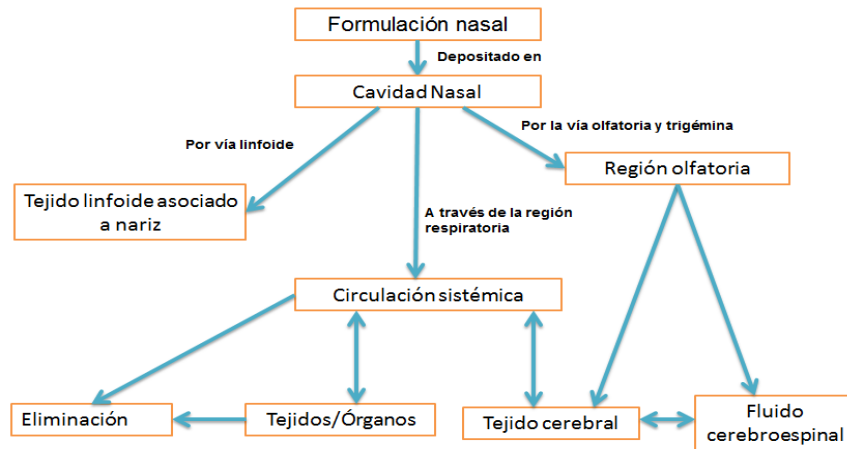 Formulación nasal
Depositado en
Cavidad Nasal
Por vía linfoide
Por la vía olfatoria y trigémina
Tejido linfoide asociado
a nariz
Región olfatoria
A través de la región
respiratoria
Circulación sistémica
Eliminación
Tejidos/Órganos
Tejido cerebral
Fluido
cerebroespinal